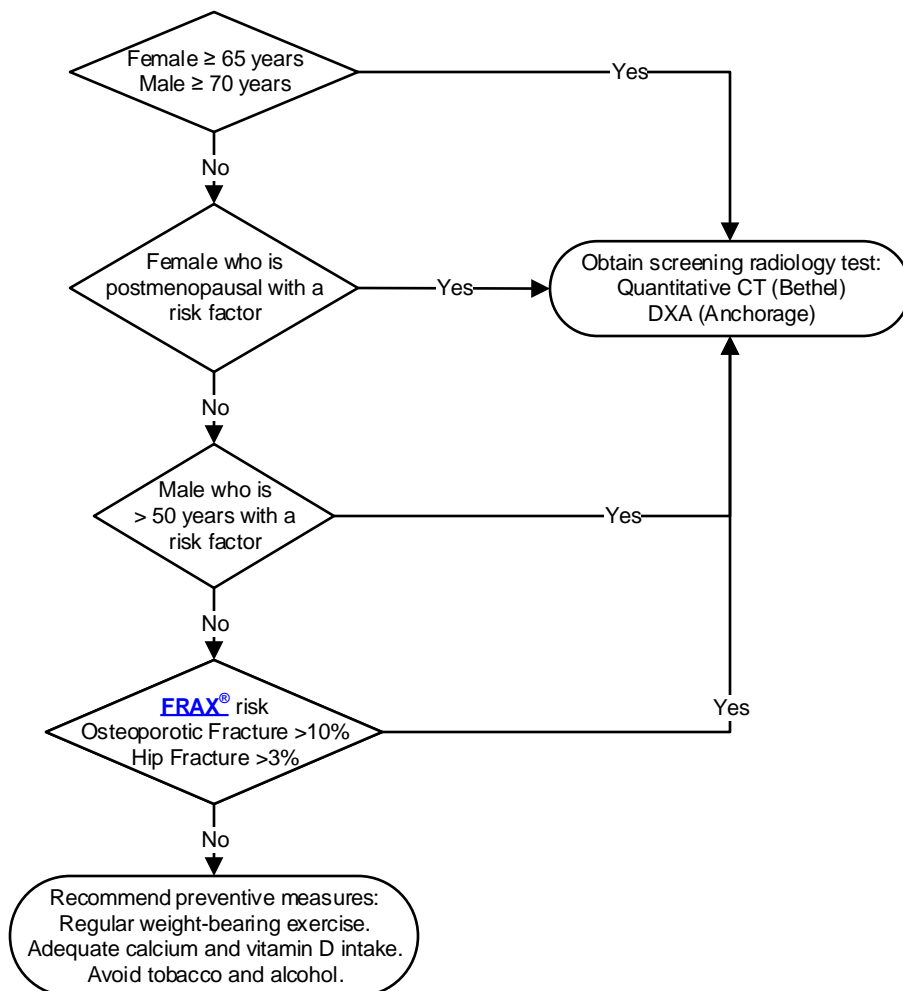 Female ≥ 65 years
Male ≥ 70 years
Yes
No
Female who is
postmenopausal with a
risk factor
Yes
Obtain screening radiology test:
Quantitative CT (Bethel)
DXA (Anchorage)
No
Male who is
> 50 years with a
risk factor
Yes
No
FRAX® risk
Osteoporotic Fracture >10%
Hip Fracture >3%
Yes
No
Recommend preventive measures:
Regular weight-bearing exercise.
Adequate calcium and vitamin D intake.
Avoid tobacco and alcohol.